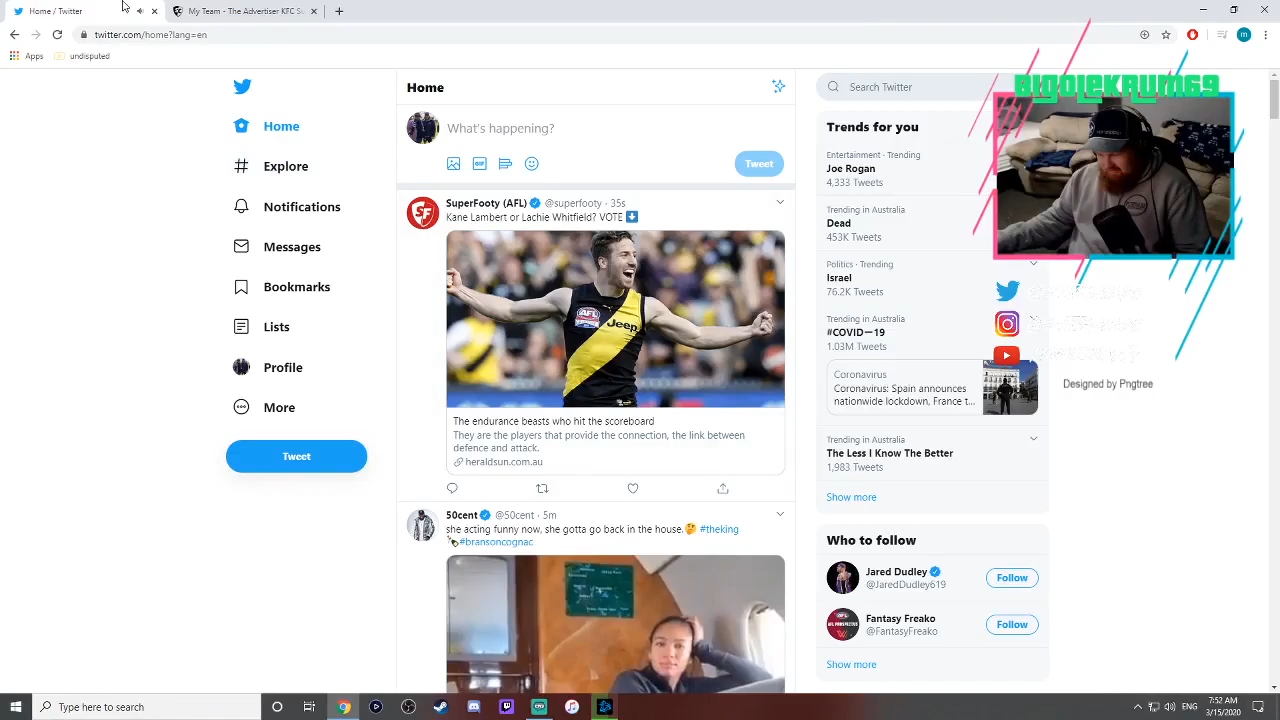 Home / Twitter
My Team - The Advertiser KFC Su
twitter.com/home?lang=en
Apps
undisputed
Home
Explore
Notifications
Messages
Bookmarks
Lists
Profile
More
Tweet
Home
What's happening?
GIF
Tweet
SuperFooty (AFL) @superfooty · 35s
Kane Lambert or Lachie Whitfield? VOTE
Jeep
The endurance beasts who hit the scoreboard
They are the players that provide the connection, the link between
defence and attack.
heraldsun.com.au
50cent @50cent · 5m
she acting funny now, she gotta go back in the house. #theking
#bransoncognac
Search Twitter
Trends for you
Entertainment · Trending
Joe Rogan
4,333 Tweets
Trending in Australia
Dead
453K Tweets
Politics · Trending
Israel
76.2K Tweets
Trending in Australia
#COVID—19
1.03M Tweets
Coronavirus
Coronavirus: Spain announces
nationwide lockdown, France t...
Trending in Australia
The Less I Know The Better
1,983 Tweets
Show more
Who to follow
Jared Dudley
@JaredDudley619
Follow
Fantasy Freako
@FantasyFreako
Follow
Show more
BIGOLEKRUM69
Designed by Pngtree
Type here to search
ENG
7:52 AM
3/15/2020